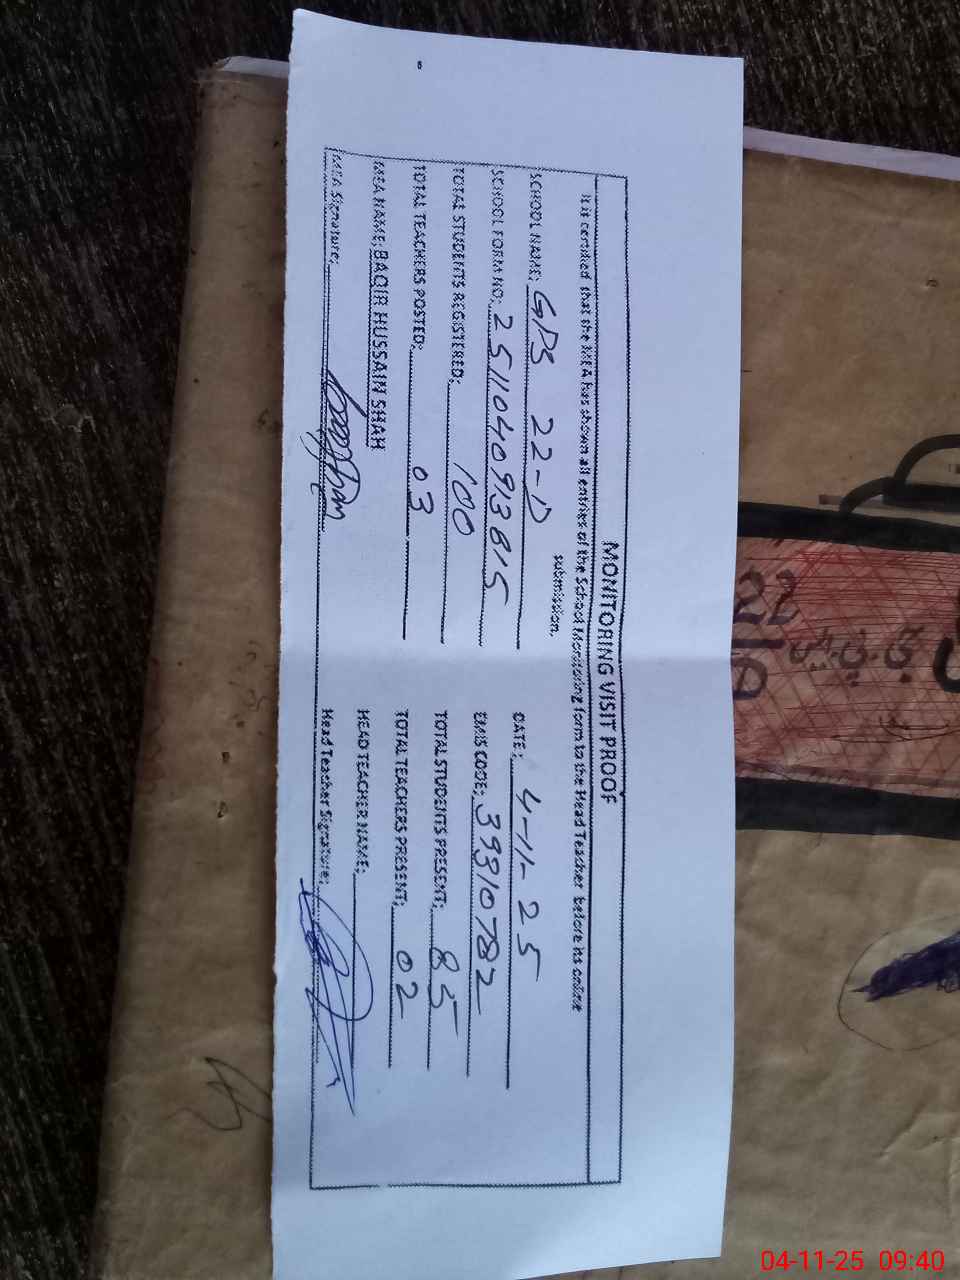 MONITORING VISIT PROOF
It is certified that the MEA has shown all entries of the School Monitoring form to the Head Teacher before his online
submission.
SCHOOL NAME: GPS 22-D DATE: 4-11-25
SCHOOL FORM NO: 2511040913815 EMIS CODE: 39310782
TOTAL STUDENTS REGISTERED: 100 TOTAL STUDENTS PRESENT: 85
TOTAL TEACHERS POSTED: 03 TOTAL TEACHERS PRESENT: 02
MEA NAME: BAQIR HUSSAIN SHAH HEAD TEACHER NAME:
MEA Signature: Head Teacher Signature:
04-11-25 09:40